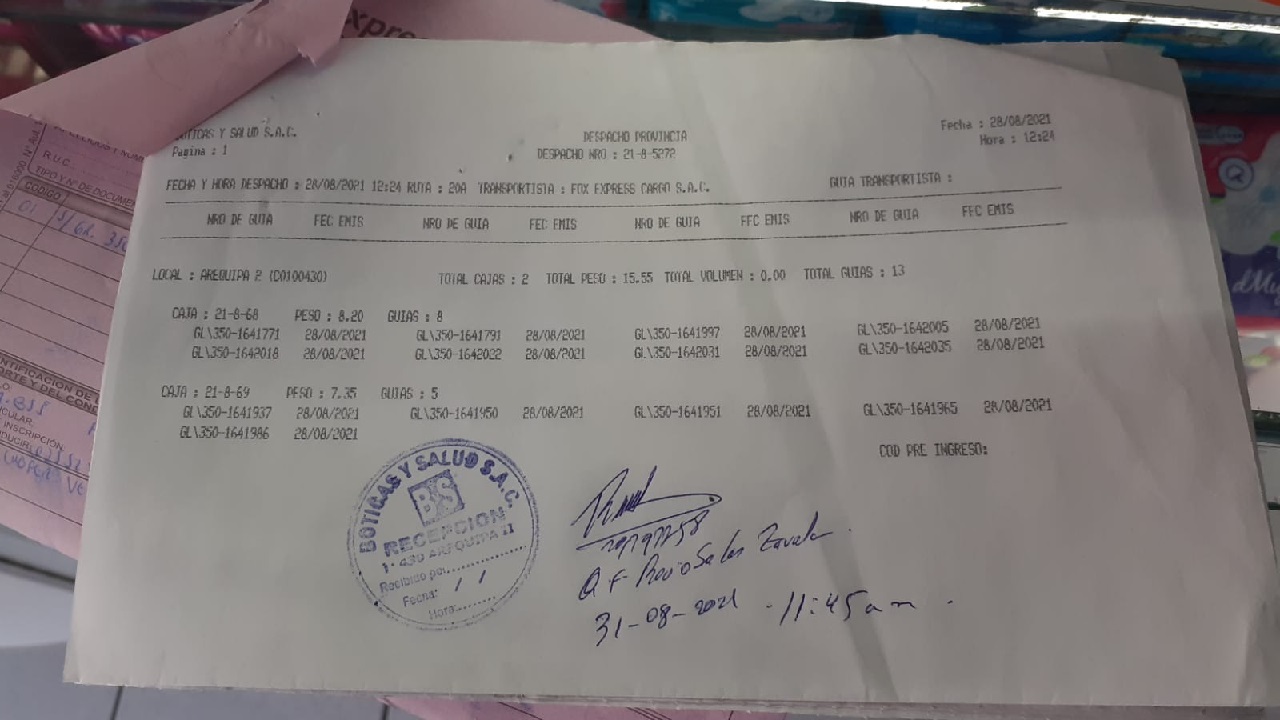 xpre
BOTICAS Y SALUD S.A.C.
Pagina : 1
DESPACHO PROVINCIA
DESPACHO NRO : 21-8-5272
Fecha : 28/08/2021
Hora : 12:24
FECHA Y HORA DESPACHO : 28/08/2021 12:24 RUTA : 20A TRANSPORTISTA : FOX EXPRESS CARGO S.A.C. GUIA TRANSPORTISTA :
NRO DE GUIA FEC EMIS NRO DE GUIA FEC EMIS NRO DE GUIA FEC EMIS NRO DE GUIA FEC EMIS
LOCAL : AREQUIPA 2 (C0100430) TOTAL CAJAS : 2 TOTAL PESO : 15.55 TOTAL VOLUMEN : 0.00 TOTAL GUIAS : 13
CAJA : 21-8-68 PESO : 8.20 GUIAS : 8
GL\350-1641771 28/08/2021 GL\350-1641791 28/08/2021 GL\350-1641997 28/08/2021 GL\350-1642005 28/08/2021
GL\350-1642018 28/08/2021 GL\350-1642022 28/08/2021 GL\350-1642031 28/08/2021 GL\350-1642035 28/08/2021
CAJA : 21-8-69 PESO : 7.35 GUIAS : 5
GL\350-1641937 28/08/2021 GL\350-1641950 28/08/2021 GL\350-1641951 28/08/2021 GL\350-1641965 28/08/2021
GL\350-1641986 28/08/2021
COD PRE INGRESO:
BOTICAS Y SALUD S.A.C.
BS
RECEPCION
1-430 AREQUIPA II
Recibido por:
Fecha: / /
Hora:
Q.F
31-08-2021 - 11:45am.
R.U.C.
CODIGO
01